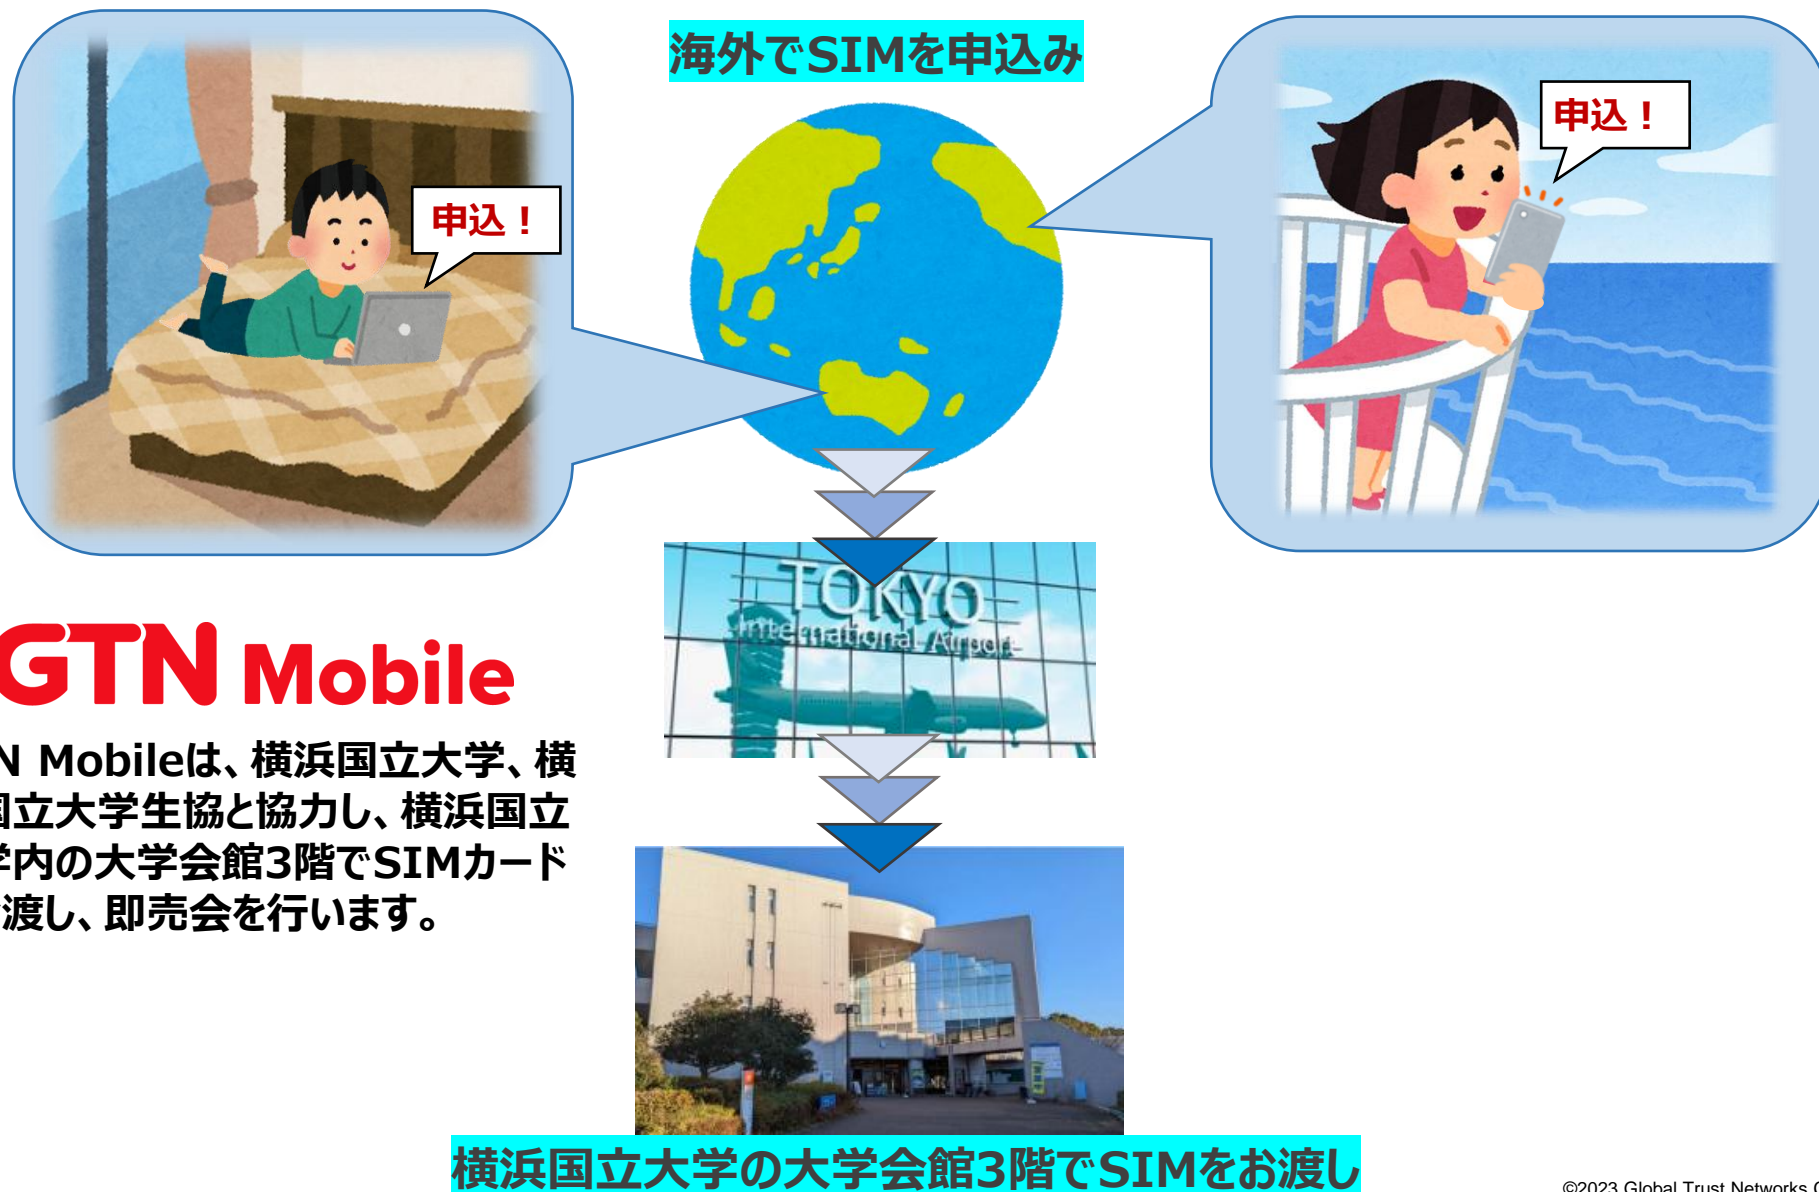 海外でSIMを申込み
申込！
申込！
TOKYO
International Airport
GTN Mobile
N Mobileは、横浜国立大学、横
国立大学生協と協力し、横浜国立
学内の大学会館3階でSIMカード
渡し、即売会を行います。
横浜国立大学の大学会館3階でSIMをお渡し
©2023 Global Trust Networks